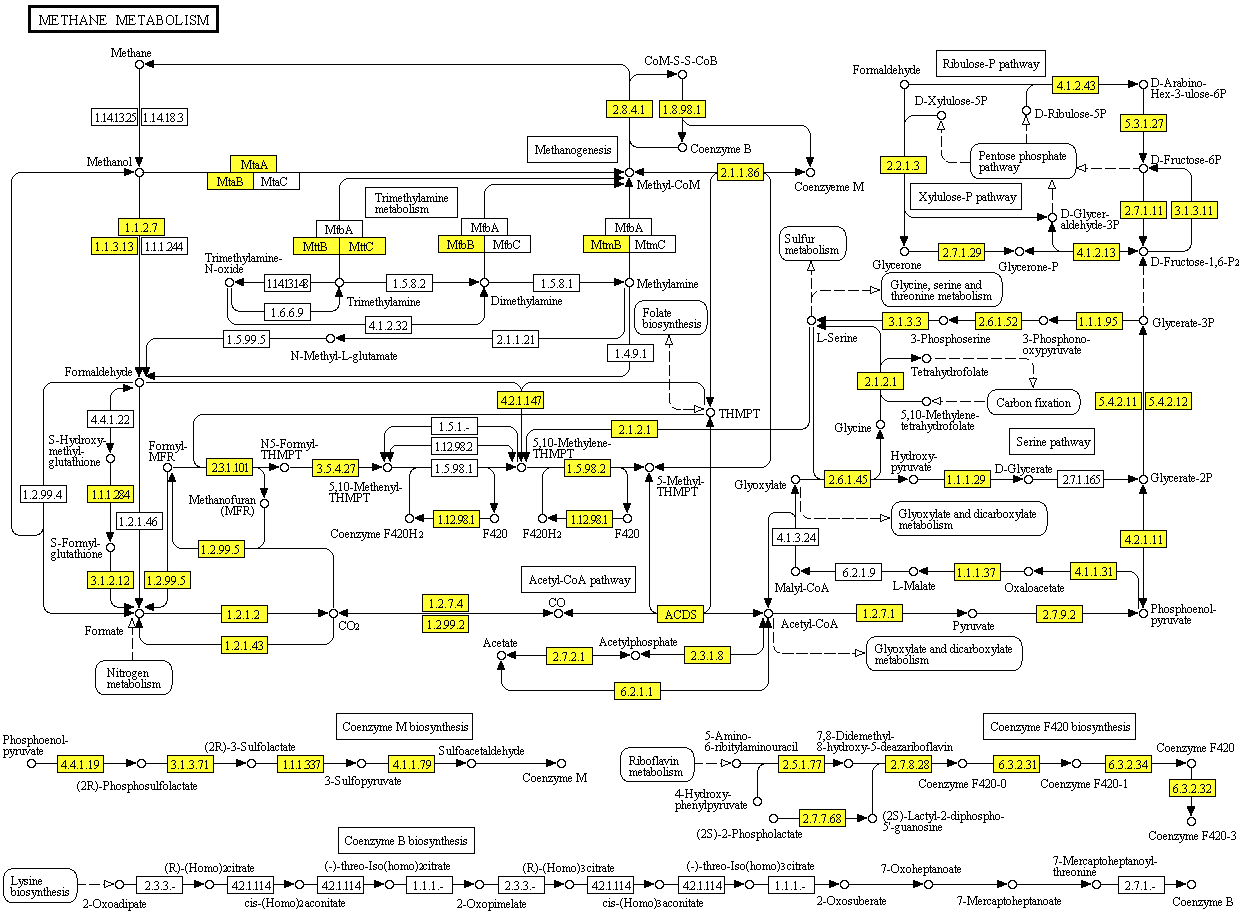 METHANE METABOLISM
Methane
CoM-S-S-CoB
Formaldehyde
Ribulose-P pathway
4.1.2.43
D-Arabino-
Hex-3-ulose-6P
D-Xylulose-5P
D-Ribulose-5P
1.14.13.25
1.14.18.3
2.8.4.1
1.8.98.1
5.3.1.27
Methanogenesis
Coenzyme B
Methanol
MtaA
MtaB
MtaC
Methyl-CoM
2.1.1.86
Coenzyeme M
2.2.1.3
Pentose phosphate
pathway
D-Fructose-6P
Trimethylamine
metabolism
Xylulose-P pathway
D-Glycer-
aldehyde-3P
2.7.1.11
3.1.3.11
1.1.2.7
1.1.3.13
1.1.1.244
MtbA
MttB
MttC
MtbA
MtbB
MtbC
MtbA
MtmB
MtmC
Sulfur
metabolism
Glycerone
2.7.1.29
Glycerone-P
4.1.2.13
D-Fructose-1,6-P2
Trimethylamine-
N-oxide
1.14.13.148
Trimethylamine
1.5.8.2
Dimethylamine
1.5.8.1
Methylamine
Glycine, serine and
threonine metabolism
1.6.6.9
4.1.2.32
Folate
biosynthesis
L-Serine
3.1.3.3
3-Phosphoserine
2.6.1.52
3-Phosphono-
oxypyruvate
1.1.1.95
Glycerate-3P
1.5.99.5
N-Methyl-L-glutamate
2.1.1.21
1.4.9.1
Formaldehyde
Tetrahydrofolate
2.1.2.1
4.2.1.147
THMPT
5,10-Methylene-
tetrahydrofolate
Carbon fixation
5.4.2.11
5.4.2.12
4.4.1.22
1.5.1.-
2.1.2.1
Glycine
Serine pathway
S-Hydroxy-
methyl-
glutathione
Formyl-
MFR
N5-Formyl-
THMPT
1.12.98.2
5,10-Methylene-
THMPT
2.3.1.101
3.5.4.27
5,10-Methenyl-
THMPT
1.5.98.1
1.5.98.2
5-Methyl-
THMPT
Glyoxylate
2.6.1.45
Hydroxy-
pyruvate
1.1.1.29
D-Glycerate
2.7.1.165
Glycerate-2P
1.2.99.4
1.1.1.284
Methanofuran
(MFR)
1.2.1.46
1.12.98.1
1.12.98.1
Coenzyme F420H2
F420
F420H2
F420
Glyoxylate and dicarboxylate
metabolism
S-Formyl-
glutathione
1.2.99.5
4.1.3.24
4.2.1.11
3.1.2.12
1.2.99.5
Acetyl-CoA pathway
Malyl-CoA
6.2.1.9
L-Malate
1.1.1.37
Oxaloacetate
4.1.1.31
Formate
1.2.1.2
CO2
1.2.7.4
1.2.99.2
CO
ACDS
Acetyl-CoA
1.2.7.1
Pyruvate
2.7.9.2
Phosphoenol-
pyruvate
1.2.1.43
Acetate
2.7.2.1
Acetylphosphate
2.3.1.8
Glyoxylate and dicarboxylate
metabolism
Nitrogen
metabolism
6.2.1.1
Coenzyme M biosynthesis
Phosphoenol-
pyruvate
4.4.1.19
(2R)-Phosphosulfolactate
3.1.3.71
(2R)-3-Sulfolactate
1.1.1.337
3-Sulfopyruvate
4.1.1.79
Sulfoacetaldehyde
Coenzyme M
Coenzyme F420 biosynthesis
Riboflavin
metabolism
5-Amino-
6-ribitylaminouracil
2.5.1.77
7,8-Didemethyl-
8-hydroxy-5-deazariboflavin
2.7.8.28
Coenzyme F420-0
6.3.2.31
Coenzyme F420-1
6.3.2.34
Coenzyme F420
6.3.2.32
4-Hydroxy-
phenylpyruvate
(2S)-2-Phospholactate
2.7.7.68
(2S)-Lactyl-2-diphospho-
5'-guanosine
Coenzyme F420-3
Coenzyme B biosynthesis
Lysine
biosynthesis
2-Oxoadipate
2.3.3.-
(R)-(Homo)2citrate
4.2.1.114
cis-(Homo)2aconitate
4.2.1.114
(-)-threo-Iso(homo)2citrate
1.1.1.-
2-Oxopimelate
2.3.3.-
(R)-(Homo)3citrate
4.2.1.114
cis-(Homo)3aconitate
4.2.1.114
(-)-threo-Iso(homo)3citrate
1.1.1.-
2-Oxosuberate
7-Oxoheptanoate
7-Mercaptoheptanoate
7-Mercaptoheptanoyl-
threonine
2.7.1.-
Coenzyme B